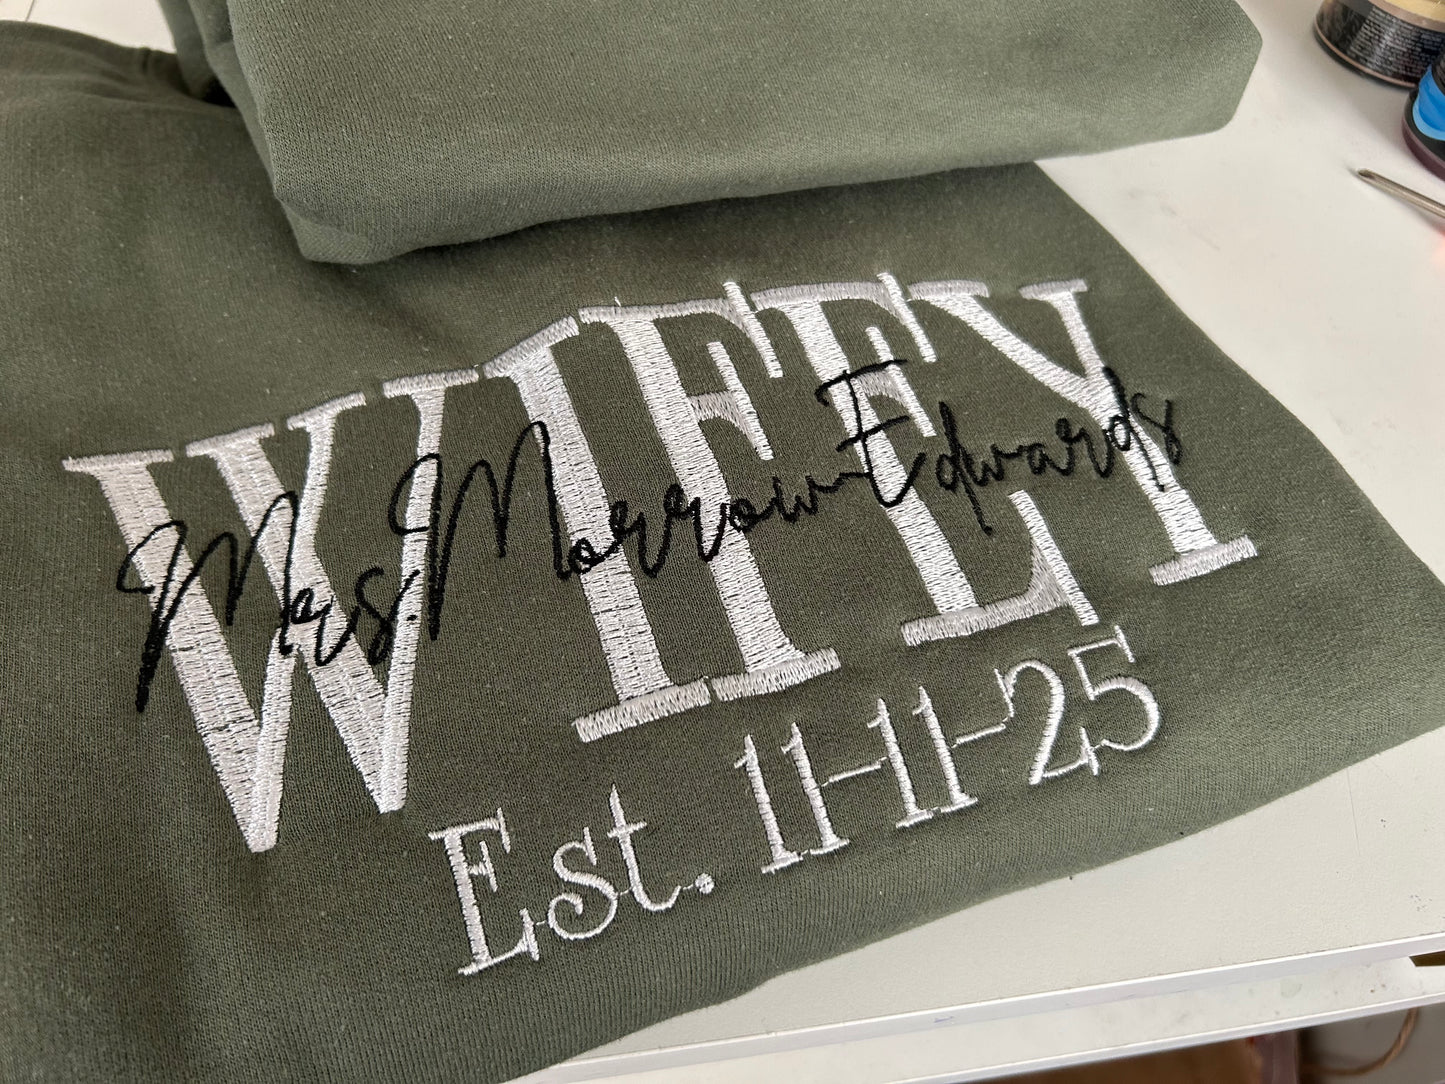 WIFEY
Mrs. Morrow-Edwards
Est. 11-11-25